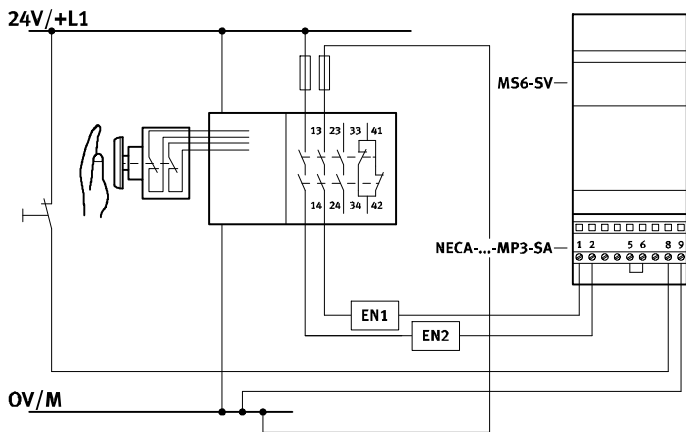 24V/+L1
MS6-SV
13 23 33 41
14 24 34 42
NECA-...-MP3-SA
1 2 5 6 8 9
EN1
EN2
0V/M